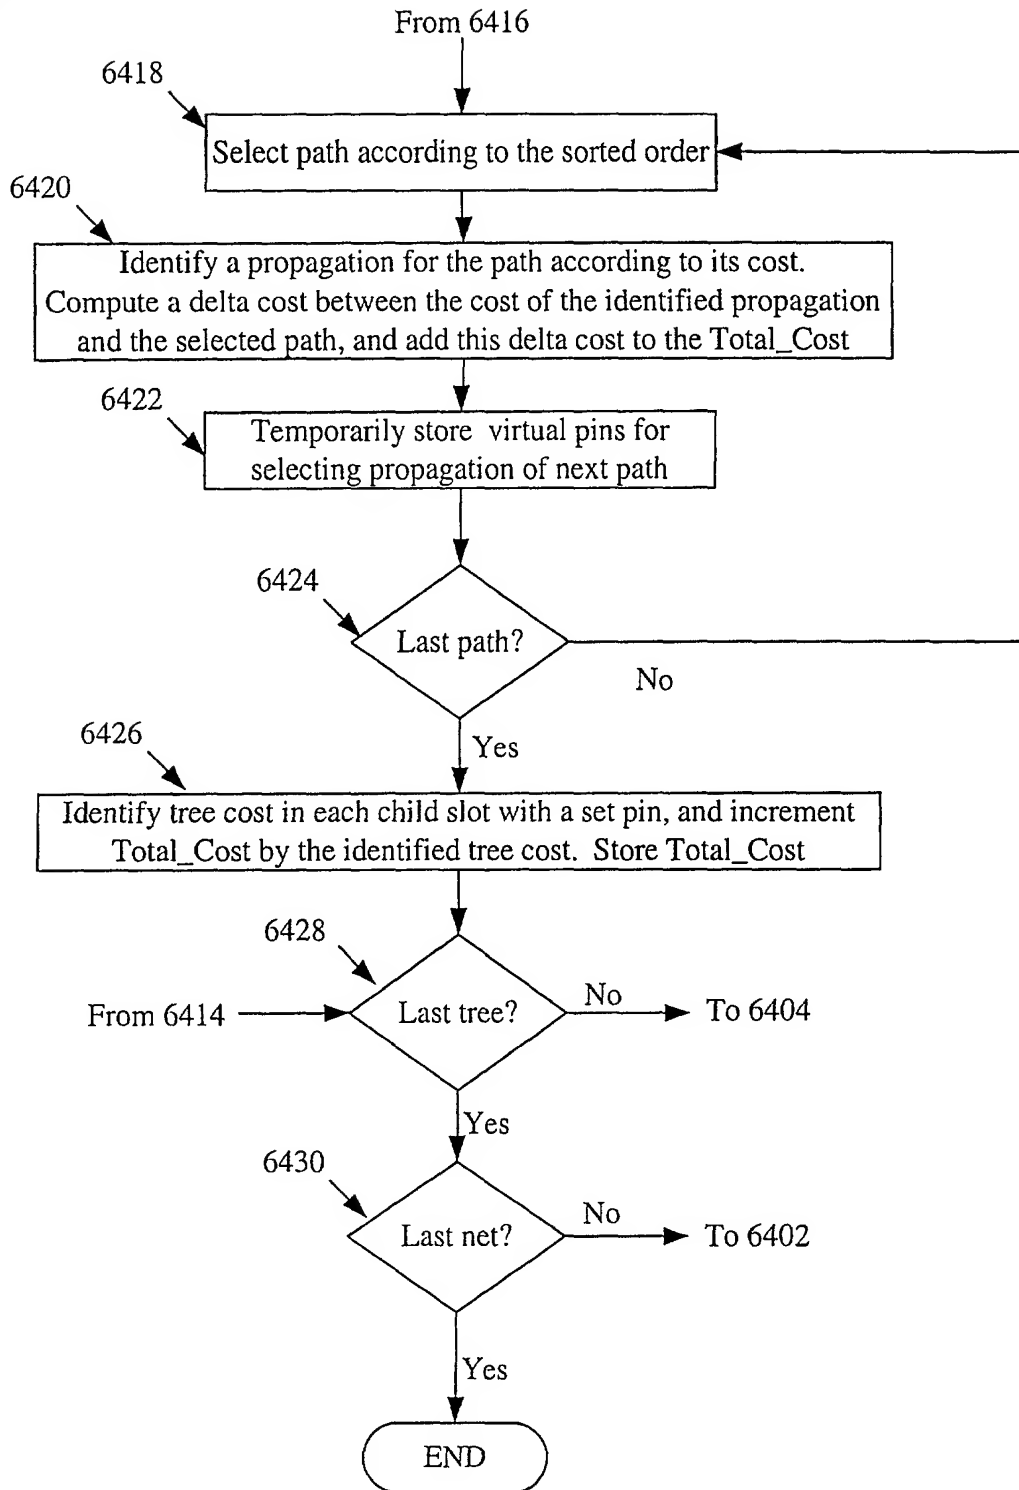 From 6416
6418
Select path according to the sorted order
6420
Identify a propagation for the path according to its cost.
Compute a delta cost between the cost of the identified propagation
and the selected path, and add this delta cost to the Total_Cost
6422
Temporarily store virtual pins for
selecting propagation of next path
6424
Last path?
No
Yes
6426
Identify tree cost in each child slot with a set pin, and increment
Total_Cost by the identified tree cost. Store Total_Cost
6428
From 6414
Last tree?
No
To 6404
Yes
6430
Last net?
No
To 6402
Yes
END